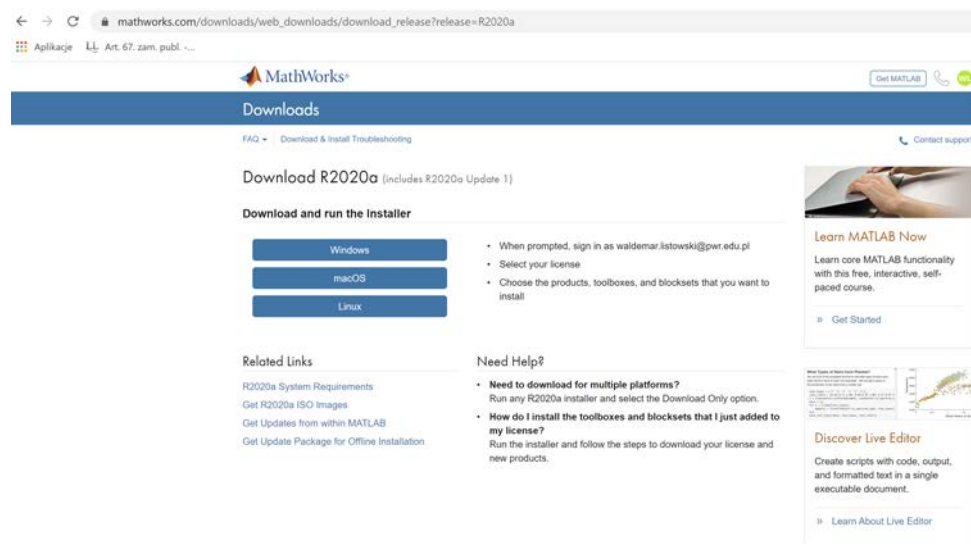 mathworks.com/downloads/web_downloads/download_release?release=R2020a
Aplikacje
Art. 67. zam. publ. -...
MathWorks®
Get MATLAB
Downloads
FAQ
Download & Install Troubleshooting
Contact support
Download R2020a (includes R2020a Update 1)
Download and run the installer
Windows
macOS
Linux
• When prompted, sign in as waldemar.listowski@pwr.edu.pl
• Select your license
• Choose the products, toolboxes, and blocksets that you want to
install
Related Links
R2020a System Requirements
Get R2020a ISO Images
Get Updates from within MATLAB
Get Update Package for Offline Installation
Need Help?
• Need to download for multiple platforms?
Run any R2020a installer and select the Download Only option.
• How do I install the toolboxes and blocksets that I just added to
my license?
Run the installer and follow the steps to download your license and
new products.
Learn MATLAB Now
Learn core MATLAB functionality
with this free, interactive, self-
paced course.
» Get Started
Discover Live Editor
Create scripts with code, output,
and formatted text in a single
executable document.
» Learn About Live Editor